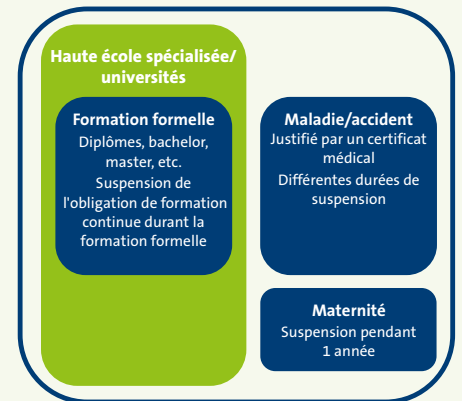 Haute école spécialisée/
universités
Formation formelle
Diplômes, bachelor,
master, etc.
Suspension de
l'obligation de formation
continue durant la
formation formelle
Maladie/accident
Justifié par un certificat
médical
Différentes durées de
suspension
Maternité
Suspension pendant
1 année